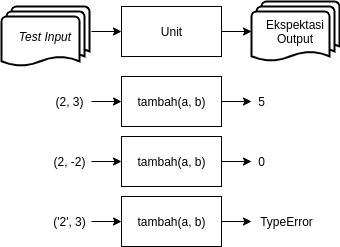 Test Input
Unit
Ekspektasi
Output
(2, 3)
tambah(a, b)
5
(2, -2)
tambah(a, b)
0
('2', 3)
tambah(a, b)
TypeError